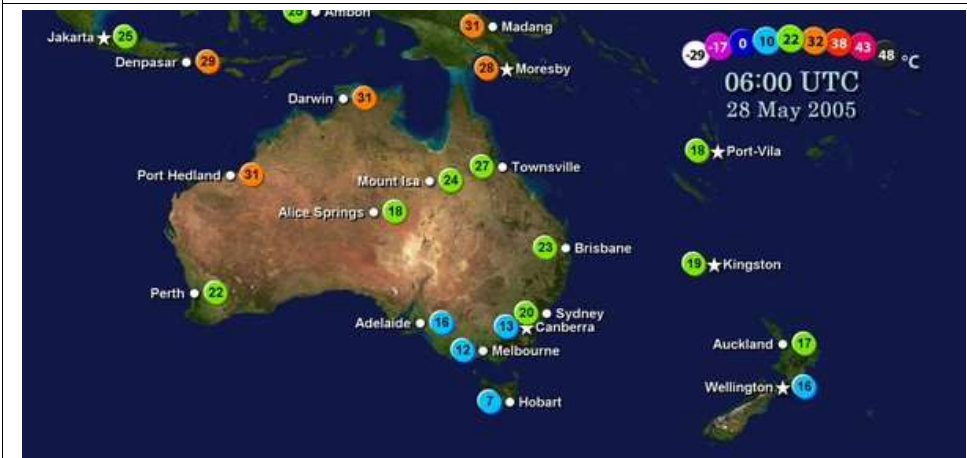 25 Ambon
Jakarta 25
31 Madang
-29 -17 0 10 22 32 38 43 48 °C
Denpasar 29
28 Moresby
06:00 UTC
28 May 2005
Darwin 31
18 Port-Vila
27 Townsville
Port Hedland 31
Mount Isa 24
Alice Springs 18
23 Brisbane
19 Kingston
Perth 22
20 Sydney
Adelaide 16
13 Canberra
Auckland 17
12 Melbourne
Wellington 16
7 Hobart